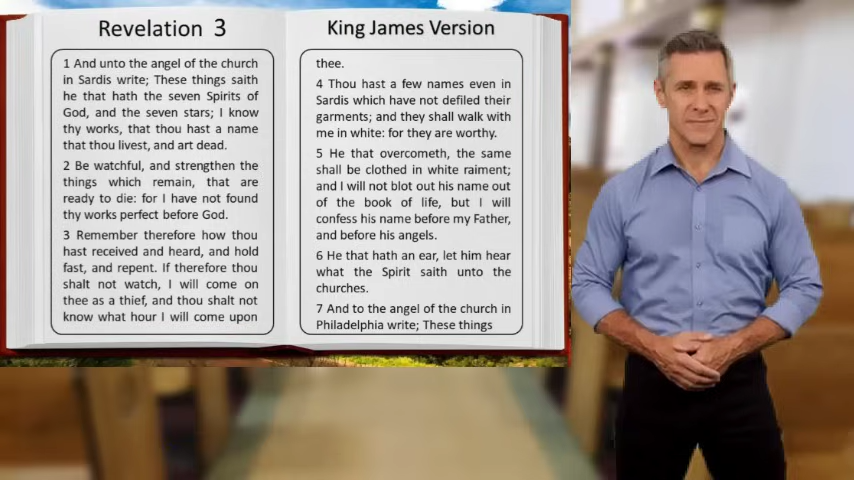 Revelation 3
1 And unto the angel of the church
in Sardis write; These things saith
he that hath the seven Spirits of
God, and the seven stars; I know
thy works, that thou hast a name
that thou livest, and art dead.
2 Be watchful, and strengthen the
things which remain, that are
ready to die: for I have not found
thy works perfect before God.
3 Remember therefore how thou
hast received and heard, and hold
fast, and repent. If therefore thou
shalt not watch, I will come on
thee as a thief, and thou shalt not
know what hour I will come upon
King James Version
thee.
4 Thou hast a few names even in
Sardis which have not defiled their
garments; and they shall walk with
me in white: for they are worthy.
5 He that overcometh, the same
shall be clothed in white raiment;
and I will not blot out his name out
of the book of life, but I will
confess his name before my Father,
and before his angels.
6 He that hath an ear, let him hear
what the Spirit saith unto the
churches.
7 And to the angel of the church in
Philadelphia write; These things